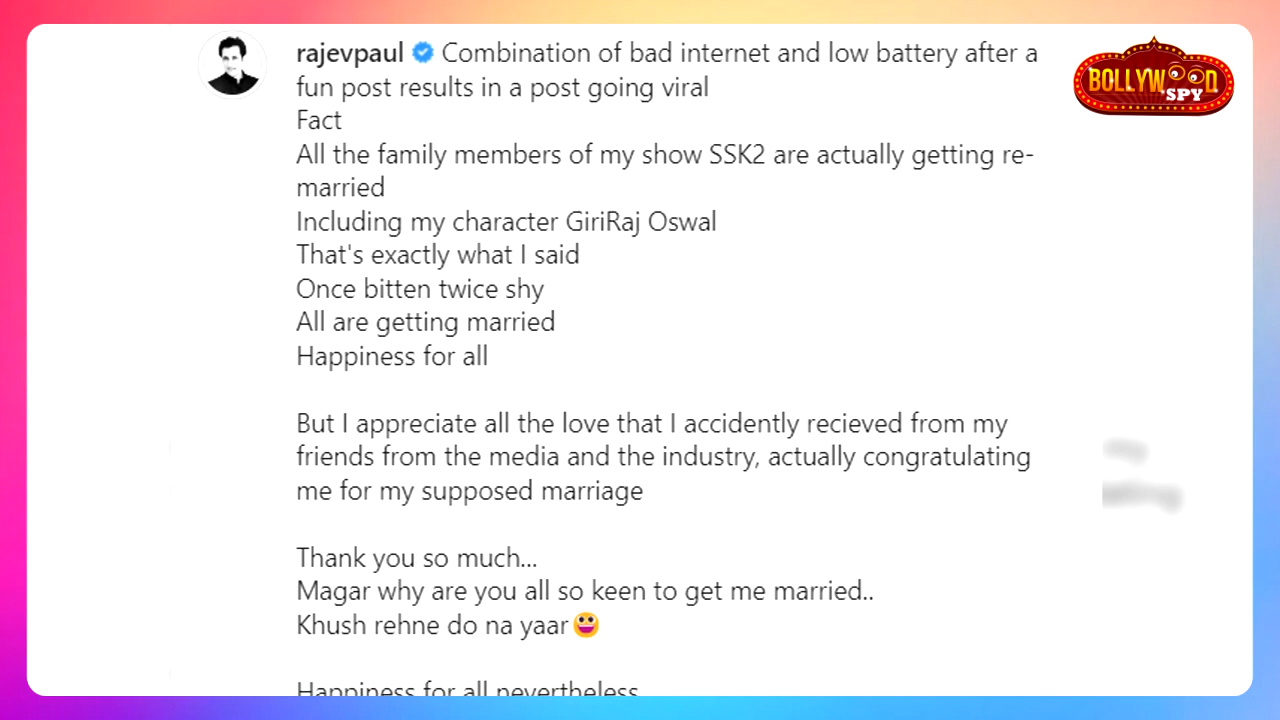 rajevpaul Combination of bad internet and low battery after a
fun post results in a post going viral
Fact
All the family members of my show SSK2 are actually getting re-
married
Including my character GiriRaj Oswal
That's exactly what I said
Once bitten twice shy
All are getting married
Happiness for all
But I appreciate all the love that I accidently recieved from my
friends from the media and the industry, actually congratulating
me for my supposed marriage
Thank you so much...
Magar why are you all so keen to get me married..
Khush rehne do na yaar😀
Happiness for all nevertheless
BOLLYWOOD
SPY